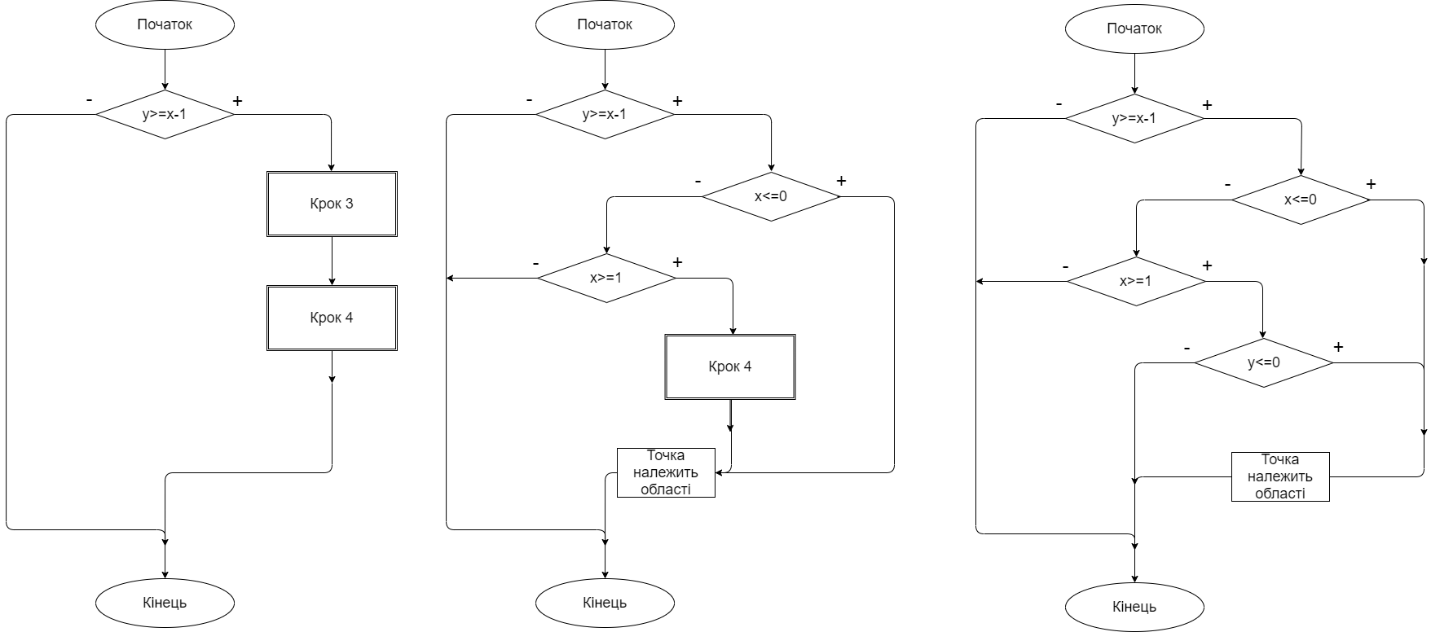 Початок
-
+
y>=x-1
Крок 3
Крок 4
Кінець
Початок
-
+
y>=x-1
-
+
x<=0
-
+
x>=1
Крок 4
Точка
належить
області
Кінець
Початок
-
+
y>=x-1
-
+
x<=0
-
+
x>=1
-
+
y<=0
Точка
належить
області
Кінець